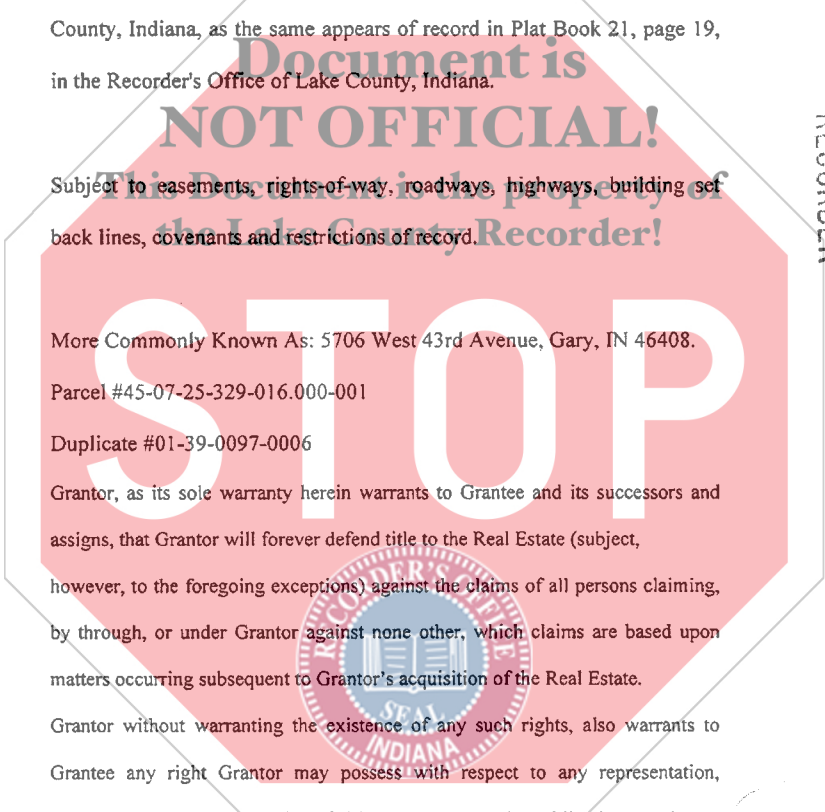 County, Indiana, as the same appears of record in Plat Book 21, page 19,
Document is
in the Recorder's Office of Lake County, Indiana.
NOT OFFICIAL!
Subject to easements, rights-of-way, roadways, highways, building set
This Document is the property of
back lines, covenants and restrictions of record.
the Lake County Recorder!
STOP
More Commonly Known As: 5706 West 43rd Avenue, Gary, IN 46408.
Parcel #45-07-25-329-016.000-001
Duplicate #01-39-0097-0006
Grantor, as its sole warranty herein warrants to Grantee and its successors and
assigns, that Grantor will forever defend title to the Real Estate (subject,
however, to the foregoing exceptions) against the claims of all persons claiming,
by through, or under Grantor against none other, which claims are based upon
matters occurring subsequent to Grantor's acquisition of the Real Estate.
Grantor without warranting the existence of any such rights, also warrants to
Grantee any right Grantor may possess with respect to any representation,
RECORDER'S OFFICE
SEAL
INDIANA
RECORDER